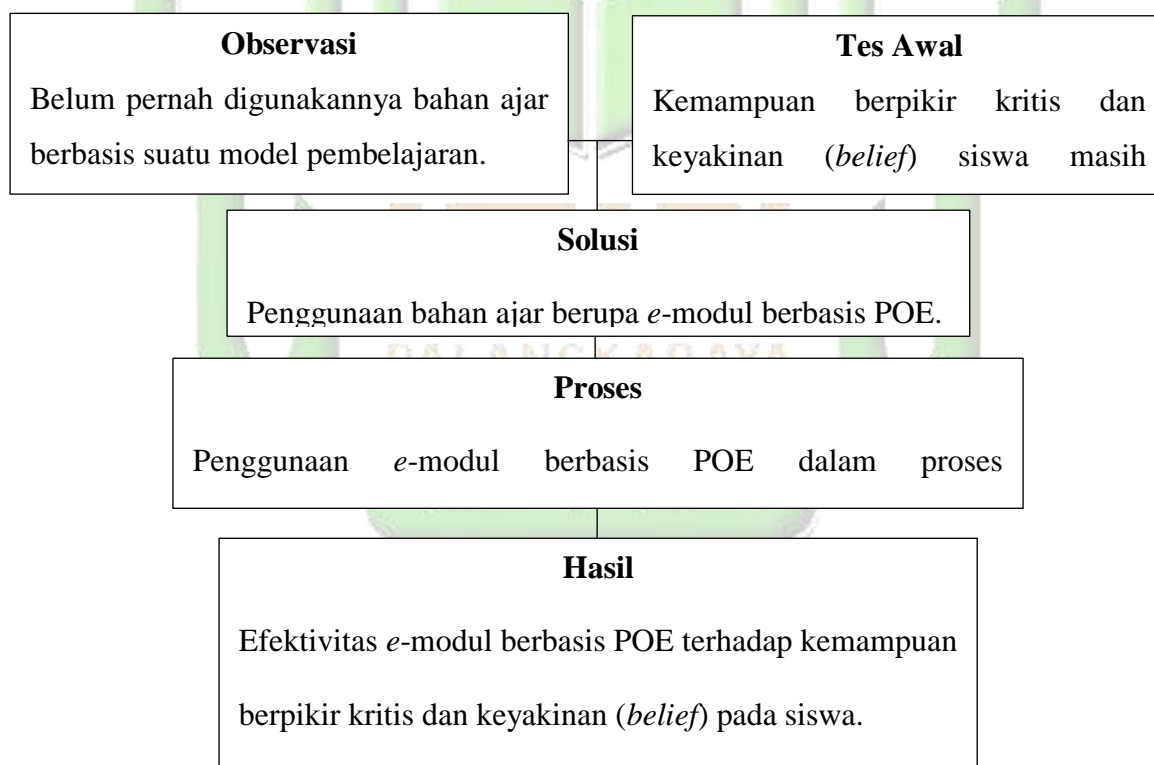 Observasi
Belum pernah digunakannya bahan ajar
berbasis suatu model pembelajaran.
Tes Awal
Kemampuan berpikir kritis dan
keyakinan (belief) siswa masih
Solusi
Penggunaan bahan ajar berupa e-modul berbasis POE.
PALANGKARAYA
Proses
Penggunaan e-modul berbasis POE dalam proses
Hasil
Efektivitas e-modul berbasis POE terhadap kemampuan
berpikir kritis dan keyakinan (belief) pada siswa.